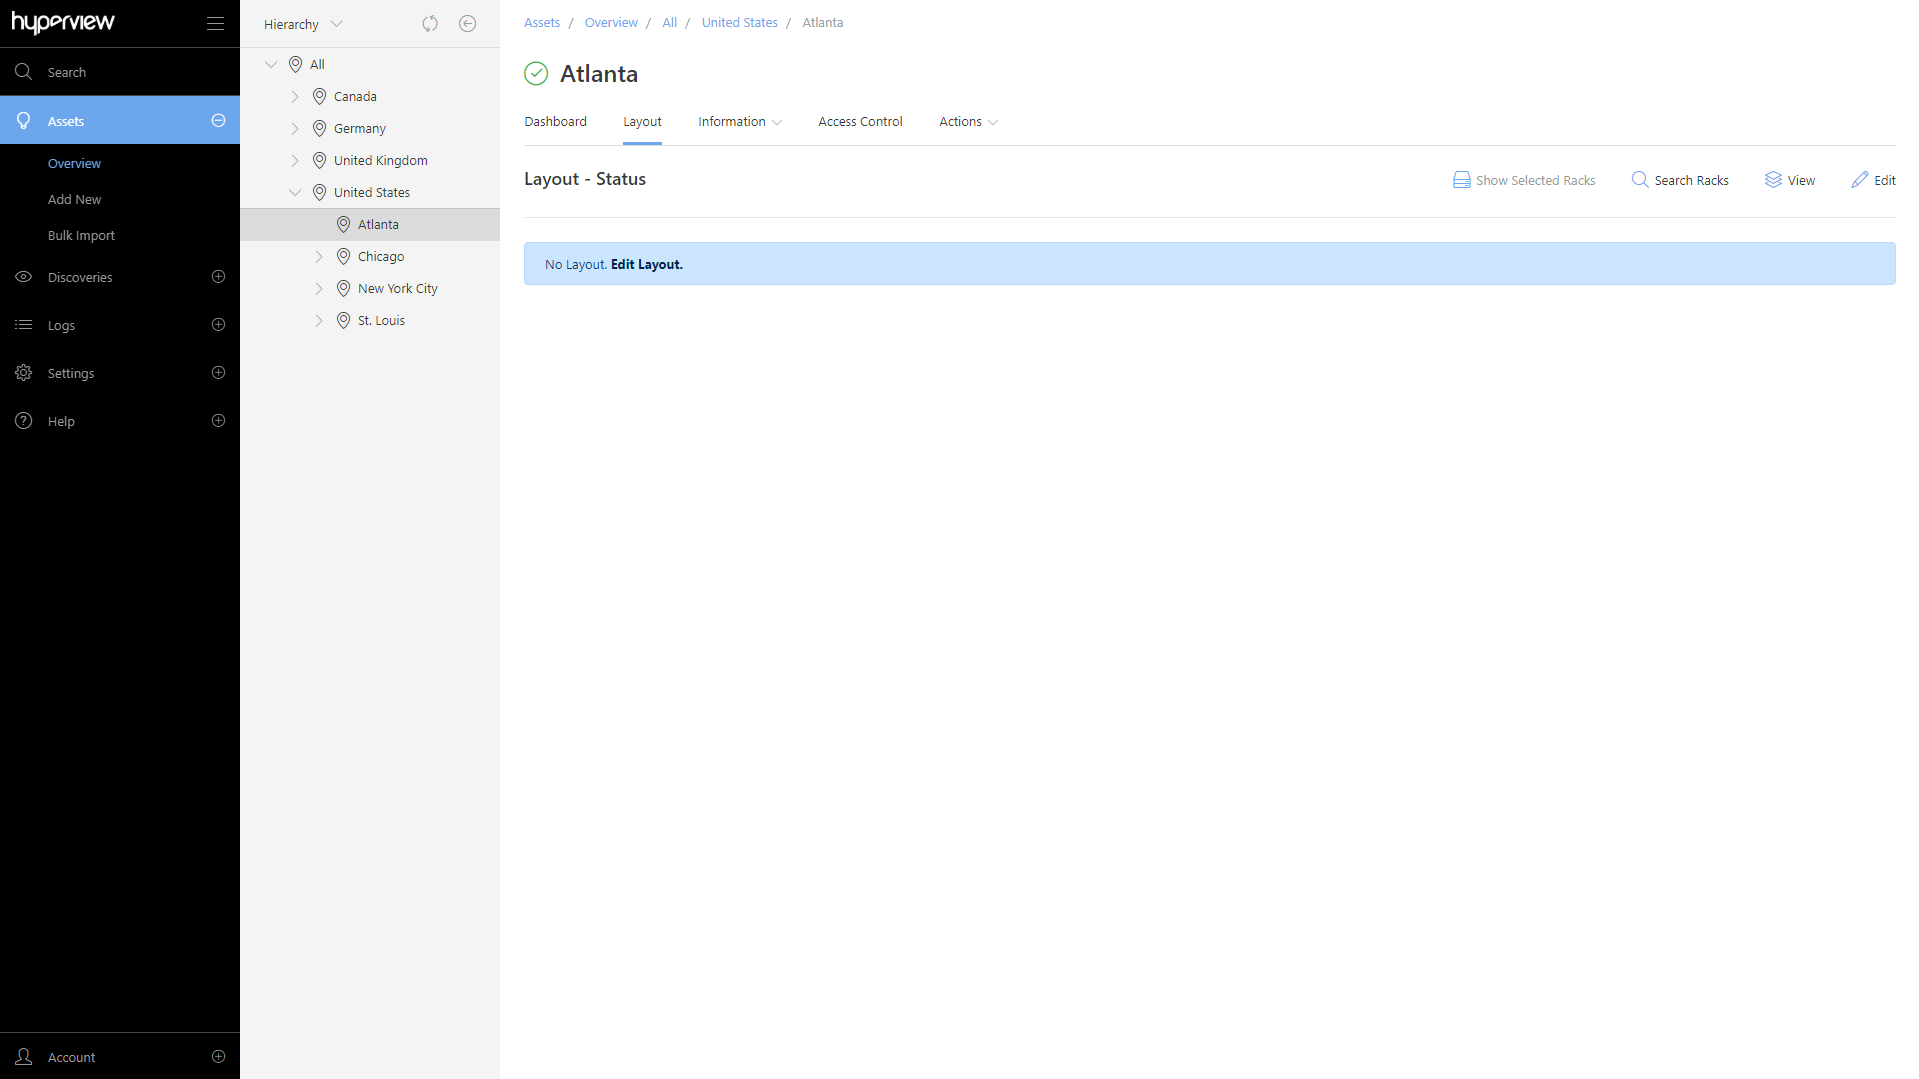 hyperview
Search
Assets
Overview
Add New
Bulk Import
Discoveries
Logs
Settings
Help
Account
Hierarchy
All
Canada
Germany
United Kingdom
United States
Atlanta
Chicago
New York City
St. Louis
Assets / Overview / All / United States / Atlanta
Atlanta
Dashboard Layout Information Access Control Actions
Layout - Status
Show Selected Racks Search Racks View Edit
No Layout. Edit Layout.